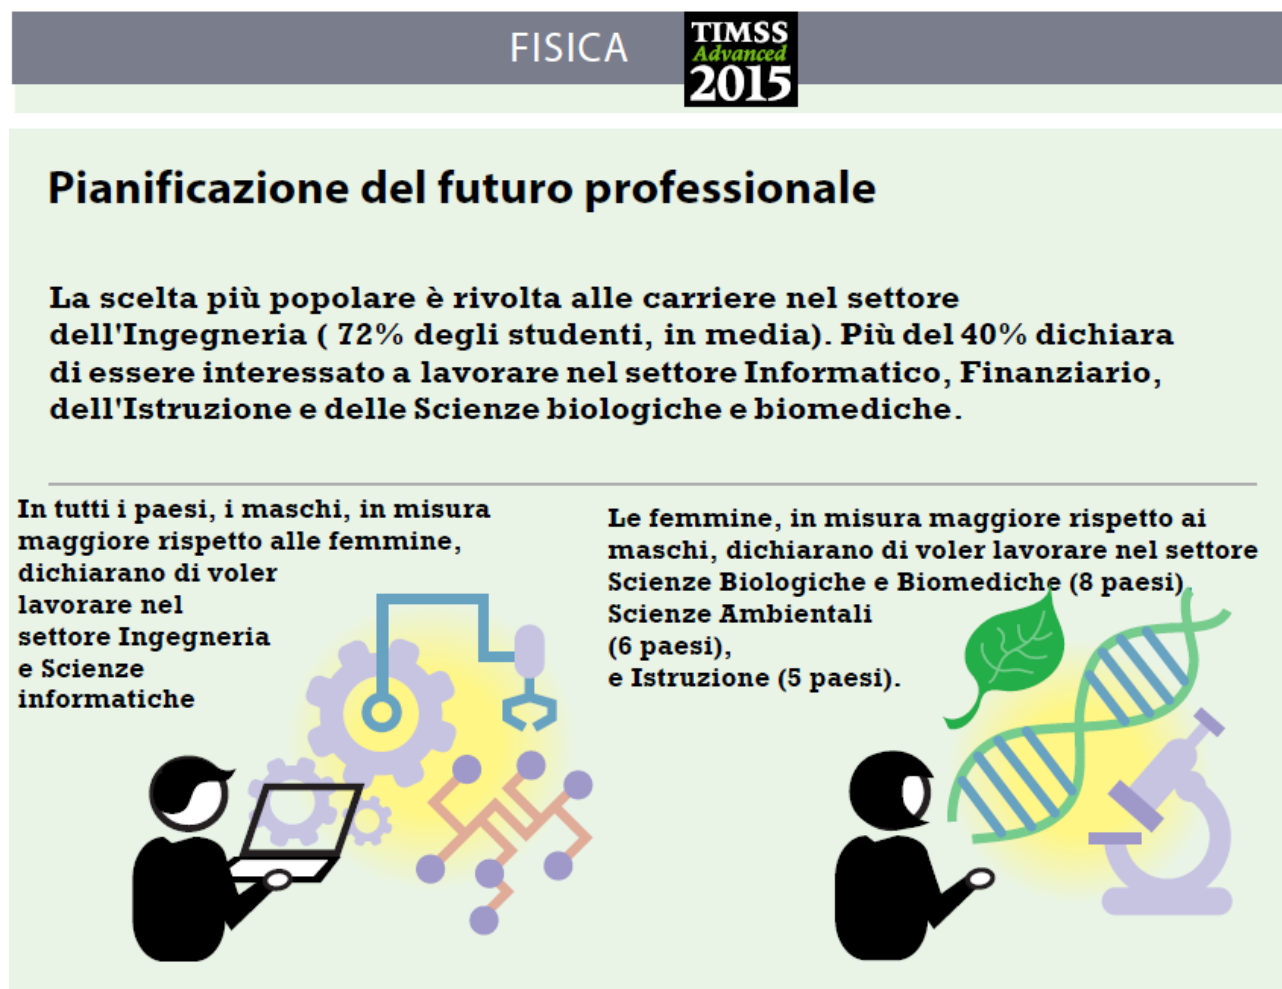 FISICA
TIMSS
Advanced
2015
Pianificazione del futuro professionale
La scelta più popolare è rivolta alle carriere nel settore
dell'Ingegneria ( 72% degli studenti, in media). Più del 40% dichiara
di essere interessato a lavorare nel settore Informatico, Finanziario,
dell'Istruzione e delle Scienze biologiche e biomediche.
In tutti i paesi, i maschi, in misura
maggiore rispetto alle femmine,
dichiarano di voler
lavorare nel
settore Ingegneria
e Scienze
informatiche
Le femmine, in misura maggiore rispetto ai
maschi, dichiarano di voler lavorare nel settore
Scienze Biologiche e Biomediche (8 paesi),
Scienze Ambientali
(6 paesi),
e Istruzione (5 paesi).